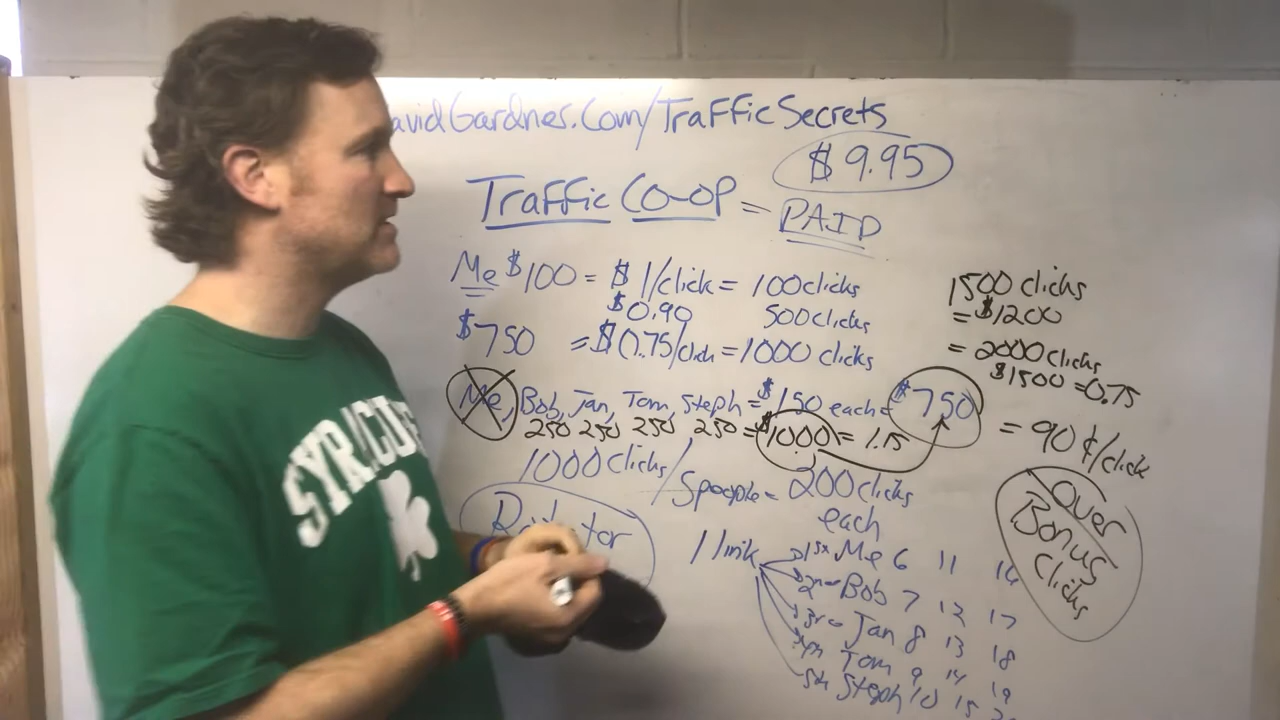 avidGardner.Com/TrafficSecrets
$9.95
Traffic Co-op = PAID
Me $100 = $1/click = 100 clicks
$0.90 500 clicks
$750 = $0.75/click = 1000 clicks
1500 clicks
= $1200
= 2000 clicks
$1500 = 0.75
Me, Bob, Jan, Tom, Steph = $150 each = $750
250 250 250 250 = $1000 = 1.15
= 90¢/click
1000 clicks/5people = 200 clicks
each
over
Bonus
clicks
1 link
1st Me 6 11 16
2nd Bob 7 12 17
3rd Jan 8 13 18
4th Tom 9 14 19
5th Steph 10 15
SYRACUS